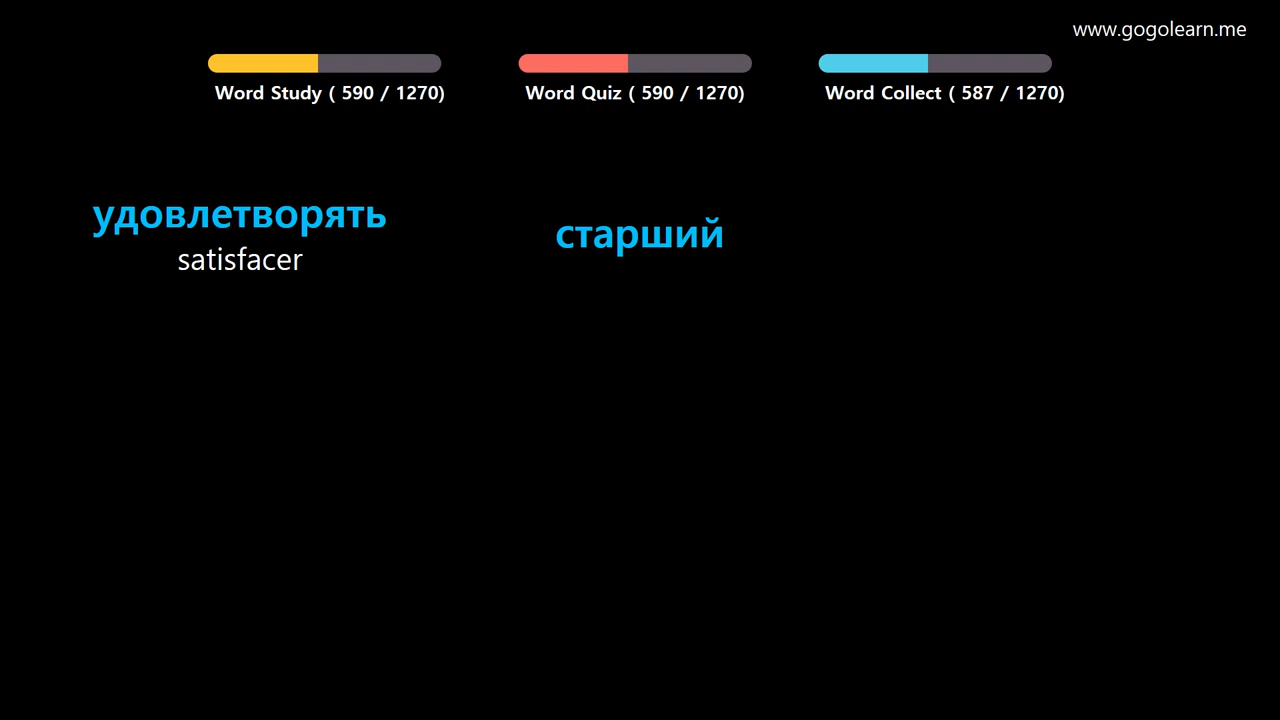 www.gogolearn.me
Word Study ( 590 / 1270)
Word Quiz ( 590 / 1270)
Word Collect ( 587 / 1270)
удовлетворять
satisfacer
старший